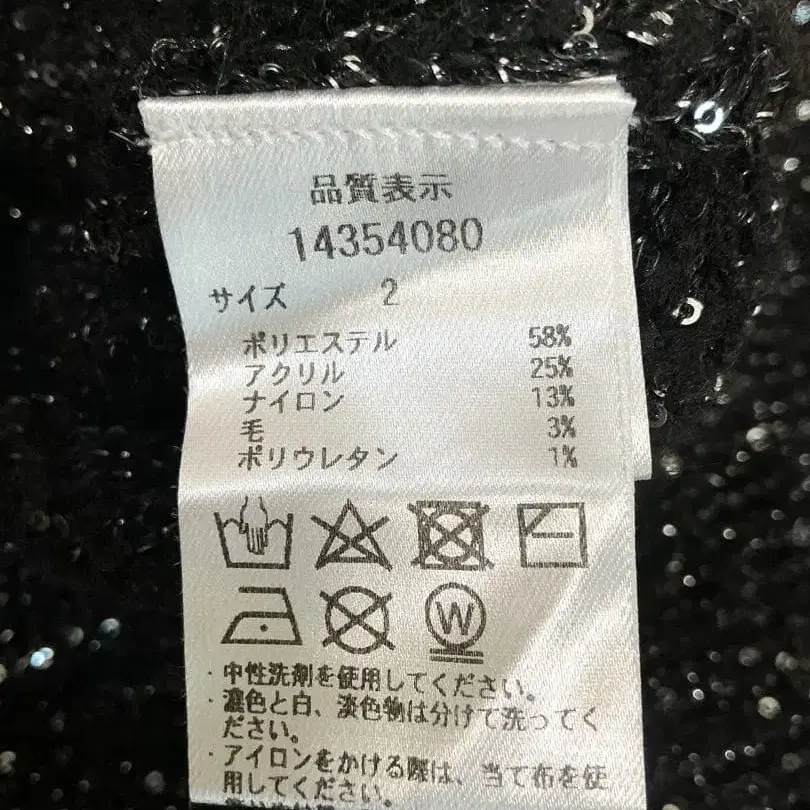 品質表示
14354080
サイズ 2
ポリエステル 58%
アクリル 25%
ナイロン 13%
毛 3%
ポリウレタン 1%
W
・中性洗剤を使用してください。
・濃色と白、淡色物は分けて洗ってく
ださい。
・アイロンをかける際は、当て布を使
用してください。